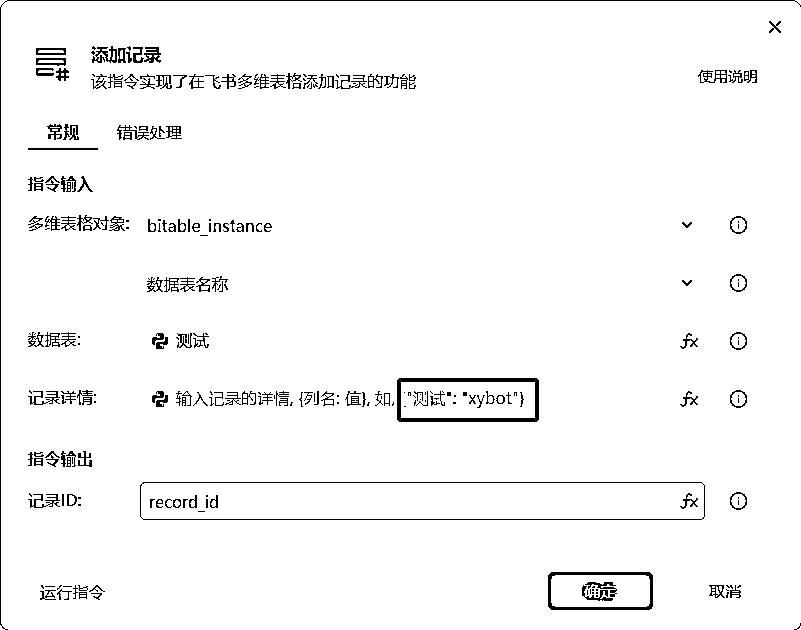 添加记录
该指令实现了在飞书多维表格添加记录的功能
使用说明
常规 错误处理
指令输入
多维表格对象: bitable_instance
数据表名称
数据表: 测试 fx
记录详情: 输入记录的详情, {列名: 值}, 如, {"测试": "xybot"} fx
指令输出
记录ID: record_id fx
运行指令 确定 取消